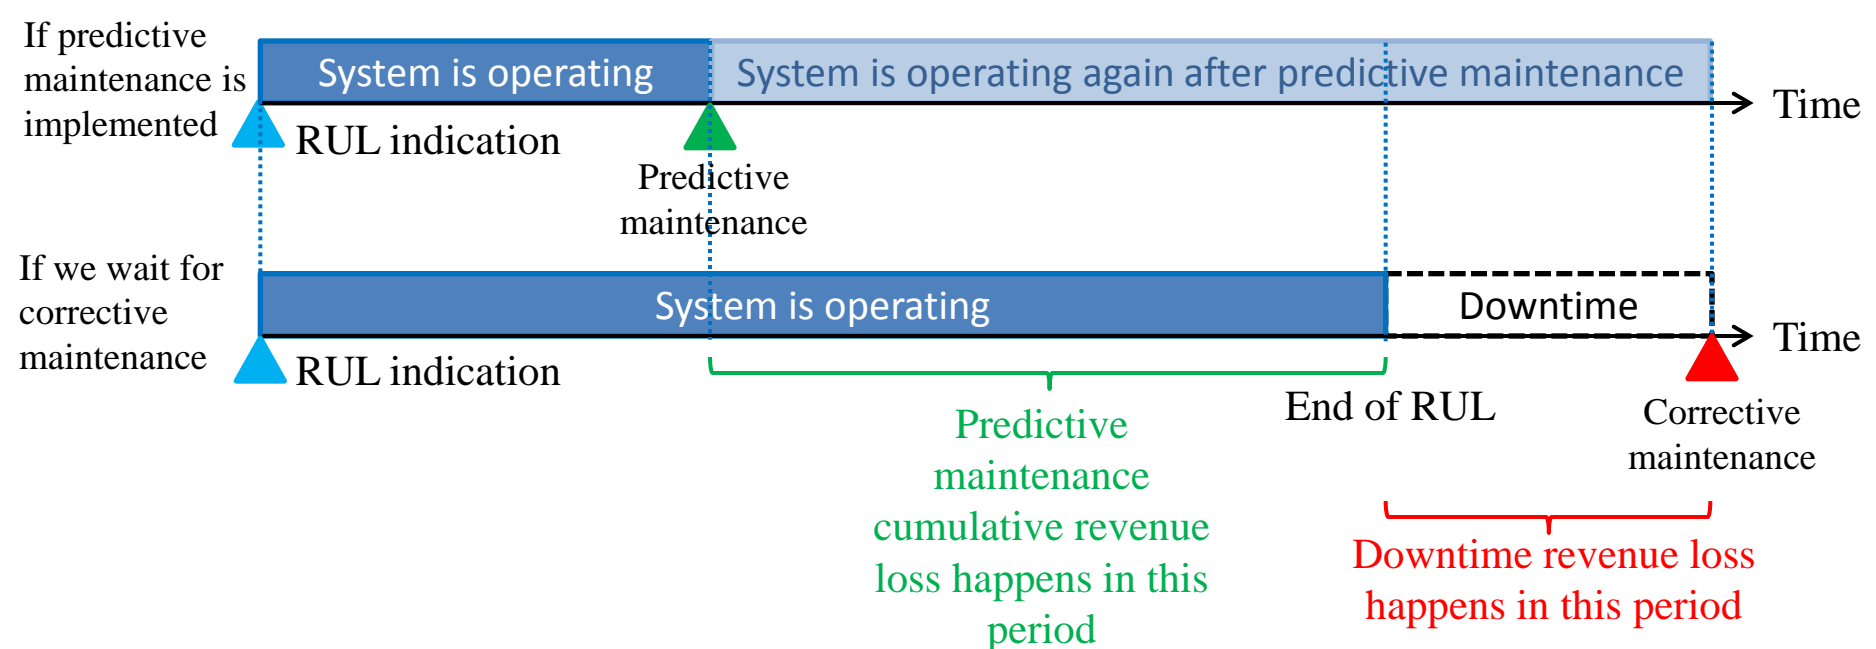 If predictive
maintenance is
implemented
System is operating
System is operating again after predictive maintenance
Time
RUL indication
Predictive
maintenance
If we wait for
corrective
maintenance
System is operating
Downtime
Time
RUL indication
End of RUL
Corrective
maintenance
Predictive
maintenance
cumulative revenue
loss happens in this
period
Downtime revenue loss
happens in this period